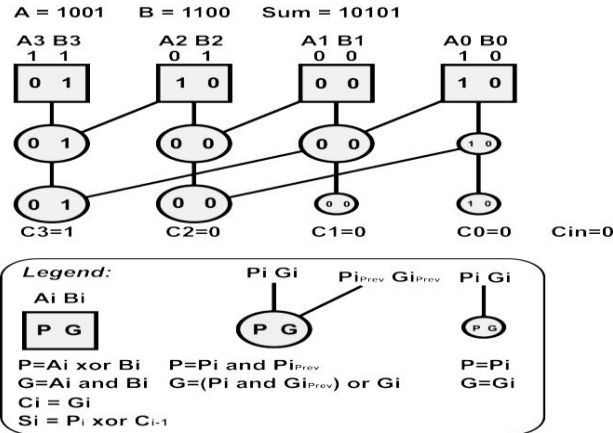 A = 1001 B = 1100 Sum = 10101
A3 B3 A2 B2 A1 B1 A0 B0
1 1 0 1 0 0 1 0
0 1 1 0 0 0 1 0
0 1 0 0 0 0 1 0
0 1 0 0 0 0 1 0
C3=1 C2=0 C1=0 C0=0 Cin=0
Legend:
Pi Gi PiPrev GiPrev Pi Gi
Ai Bi
P G P G P G
P=Ai xor Bi P=Pi and PiPrev P=Pi
G=Ai and Bi G=(Pi and GiPrev) or Gi G=Gi
Ci = Gi
Si = Pi xor Ci-1